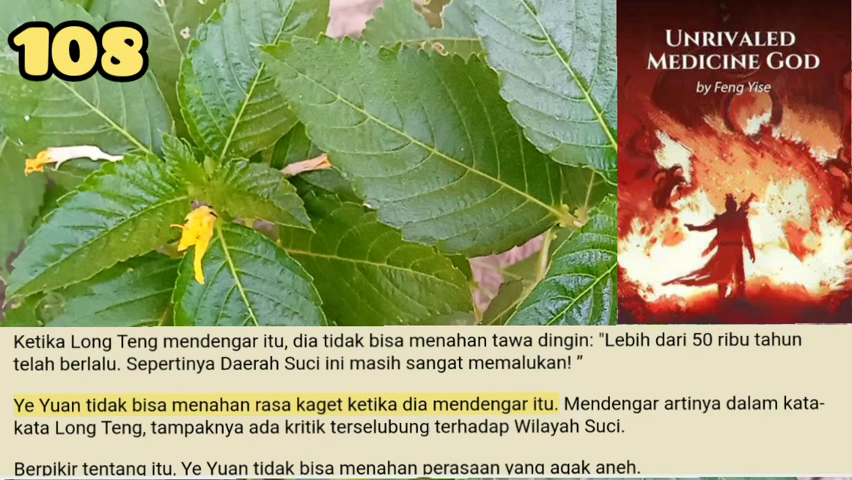 108
UNRIVALED
MEDICINE GOD
by Feng Yise
Ketika Long Teng mendengar itu, dia tidak bisa menahan tawa dingin: "Lebih dari 50 ribu tahun
telah berlalu. Sepertinya Daerah Suci ini masih sangat memalukan! ”
Ye Yuan tidak bisa menahan rasa kaget ketika dia mendengar itu. Mendengar artinya dalam kata-
kata Long Teng, tampaknya ada kritik terselubung terhadap Wilayah Suci.
Berpikir tentang itu, Ye Yuan tidak bisa menahan perasaan yang agak aneh.